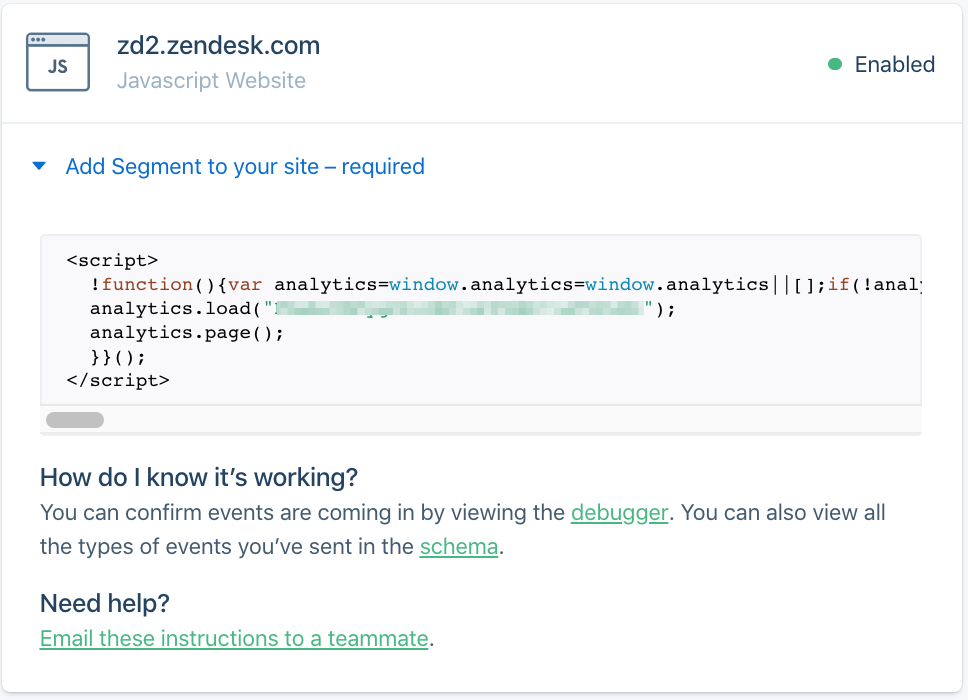 JS
zd2.zendesk.com
Javascript Website
Enabled
Add Segment to your site – required
<script>
!function(){var analytics=window.analytics=window.analytics||[];if(!analy
analytics.load("");
analytics.page();
}}();
</script>
How do I know it’s working?
You can confirm events are coming in by viewing the debugger. You can also view all
the types of events you’ve sent in the schema.
Need help?
Email these instructions to a teammate.